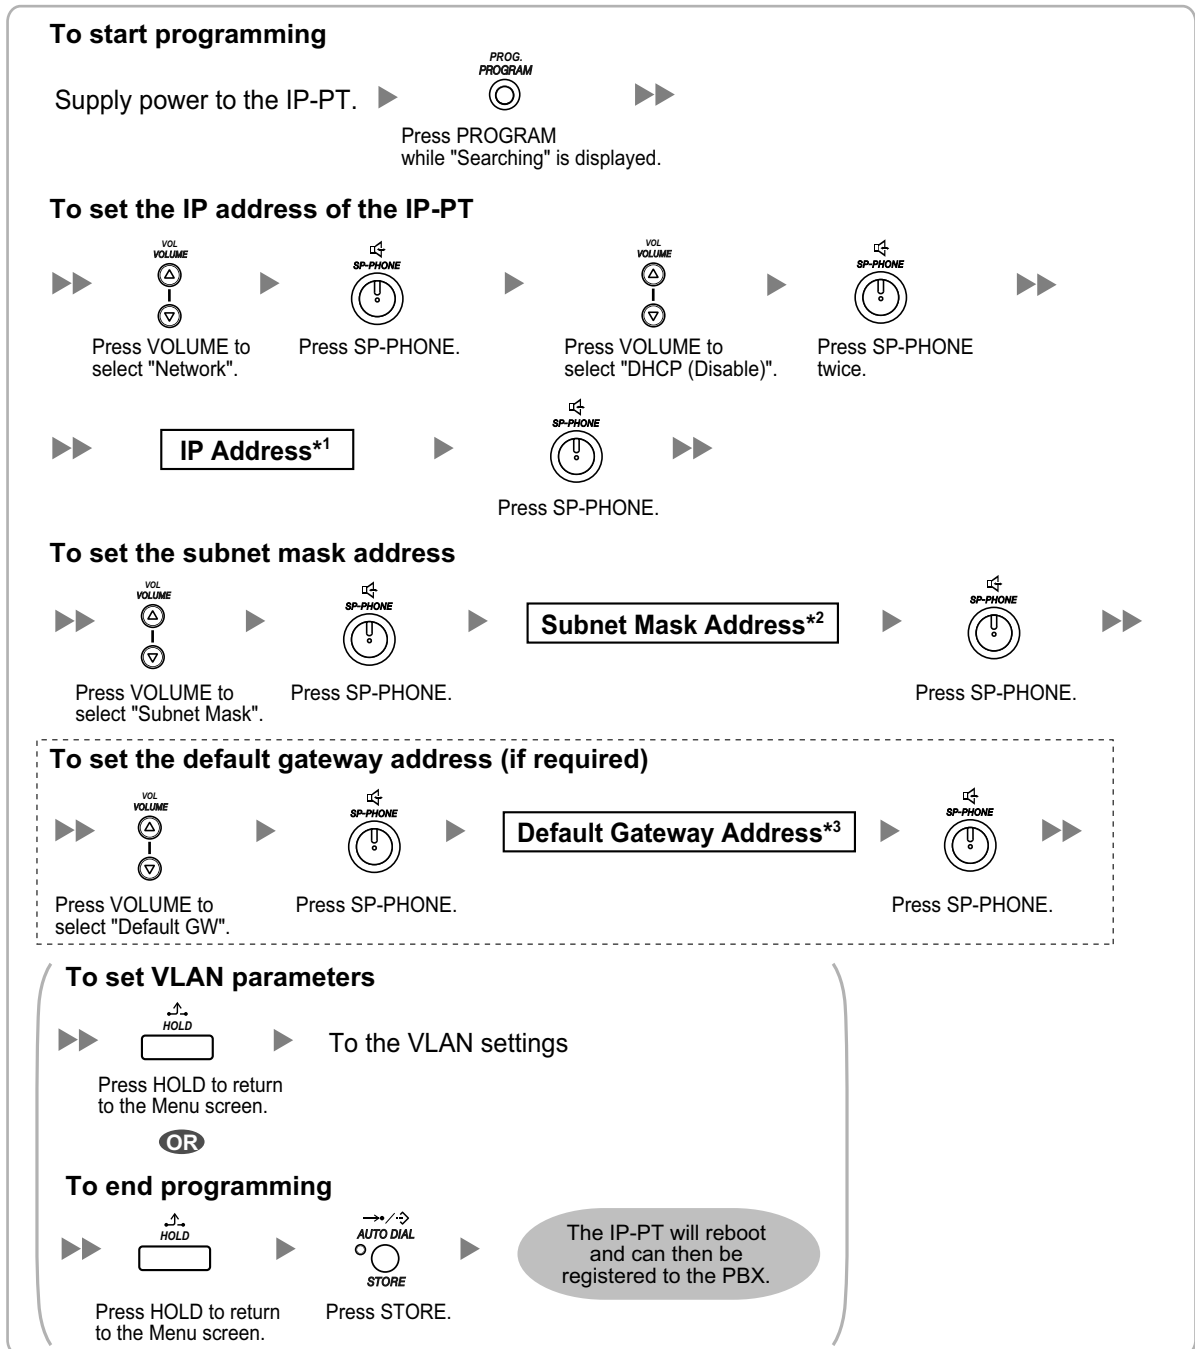 To start programming
Supply power to the IP-PT.
PROG.
PROGRAM
Press PROGRAM
while "Searching" is displayed.
To set the IP address of the IP-PT
VOL
VOLUME
Press VOLUME to
select "Network".
SP-PHONE
Press SP-PHONE.
VOL
VOLUME
Press VOLUME to
select "DHCP (Disable)".
SP-PHONE
Press SP-PHONE
twice.
IP Address*1
SP-PHONE
Press SP-PHONE.
To set the subnet mask address
VOL
VOLUME
Press VOLUME to
select "Subnet Mask".
SP-PHONE
Press SP-PHONE.
Subnet Mask Address*2
SP-PHONE
Press SP-PHONE.
To set the default gateway address (if required)
VOL
VOLUME
Press VOLUME to
select "Default GW".
SP-PHONE
Press SP-PHONE.
Default Gateway Address*3
SP-PHONE
Press SP-PHONE.
To set VLAN parameters
HOLD
Press HOLD to return
to the Menu screen.
To the VLAN settings
OR
To end programming
HOLD
Press HOLD to return
to the Menu screen.
AUTO DIAL
STORE
Press STORE.
The IP-PT will reboot
and can then be
registered to the PBX.